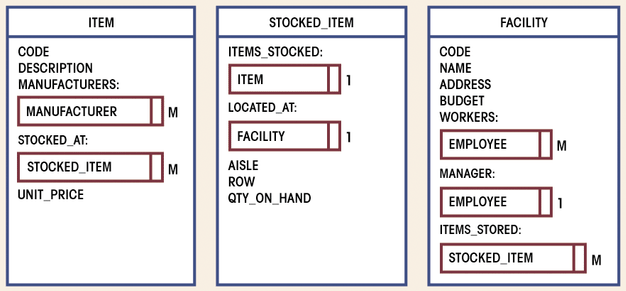 ITEM
CODE
DESCRIPTION
MANUFACTURERS:
MANUFACTURER M
STOCKED_AT:
STOCKED_ITEM M
UNIT_PRICE
STOCKED_ITEM
ITEMS_STOCKED:
ITEM 1
LOCATED_AT:
FACILITY 1
AISLE
ROW
QTY_ON_HAND
FACILITY
CODE
NAME
ADDRESS
BUDGET
WORKERS:
EMPLOYEE M
MANAGER:
EMPLOYEE 1
ITEMS_STORED:
STOCKED_ITEM M